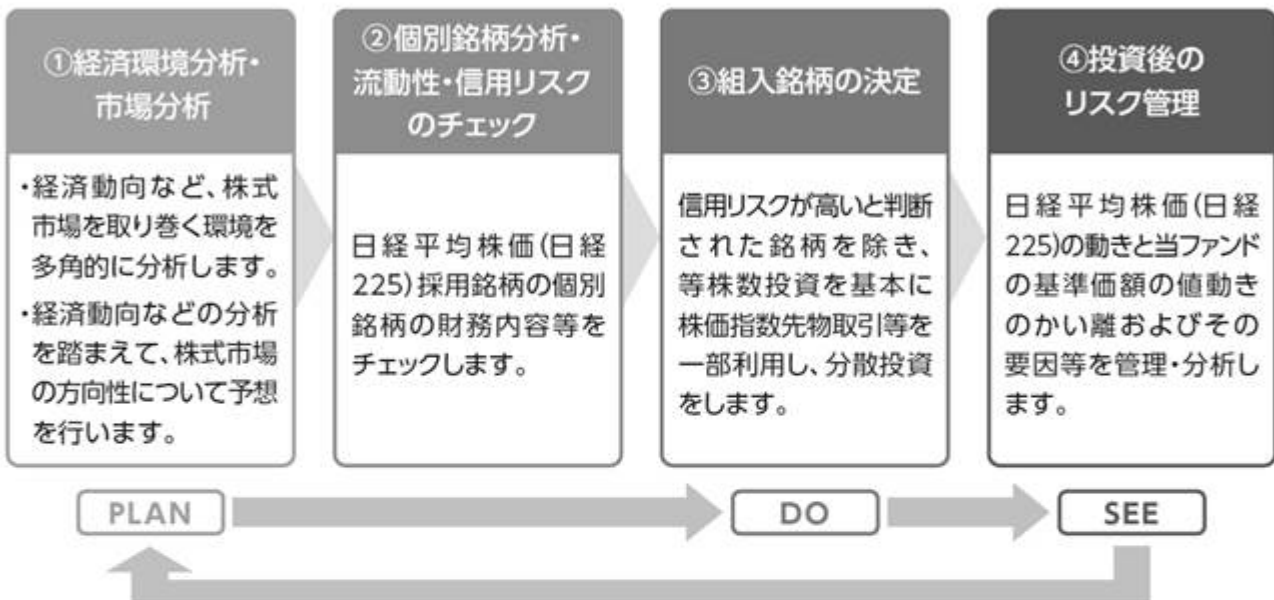 ①経済環境分析・
市場分析
・経済動向など、株式
市場を取り巻く環境を
多角的に分析します。
・経済動向などの分析
を踏まえて、株式市場
の方向性について予想
を行います。
②個別銘柄分析・
流動性・信用リスク
のチェック
日経平均株価(日経
225)採用銘柄の個別
銘柄の財務内容等を
チェックします。
③組入銘柄の決定
信用リスクが高いと判断
された銘柄を除き、
等株数投資を基本に
株価指数先物取引等を
一部利用し、分散投資
をします。
④投資後の
リスク管理
日経平均株価(日経
225)の動きと当ファンド
の基準価額の値動き
のかい離およびその
要因等を管理・分析し
ます。
PLAN
DO
SEE